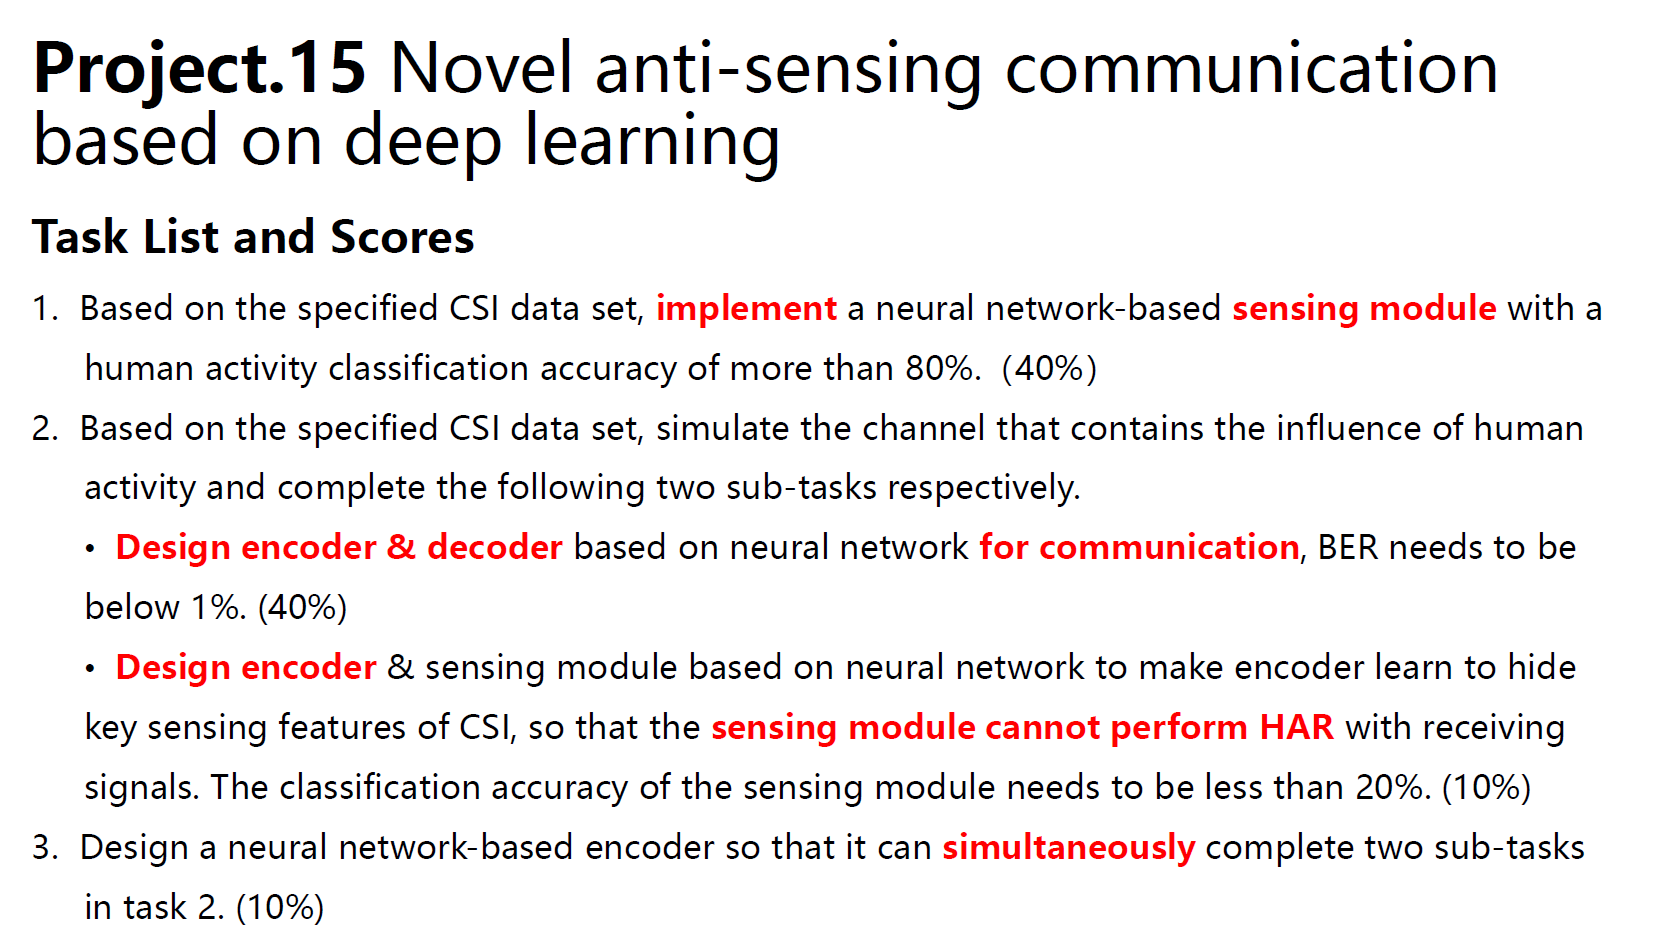 Project.15 Novel anti-sensing communication
based on deep learning
Task List and Scores
1. Based on the specified CSI data set, implement a neural network-based sensing module with a
human activity classification accuracy of more than 80%. (40%)
2. Based on the specified CSI data set, simulate the channel that contains the influence of human
activity and complete the following two sub-tasks respectively.
• Design encoder & decoder based on neural network for communication, BER needs to be
below 1%. (40%)
• Design encoder & sensing module based on neural network to make encoder learn to hide
key sensing features of CSI, so that the sensing module cannot perform HAR with receiving
signals. The classification accuracy of the sensing module needs to be less than 20%. (10%)
3. Design a neural network-based encoder so that it can simultaneously complete two sub-tasks
in task 2. (10%)